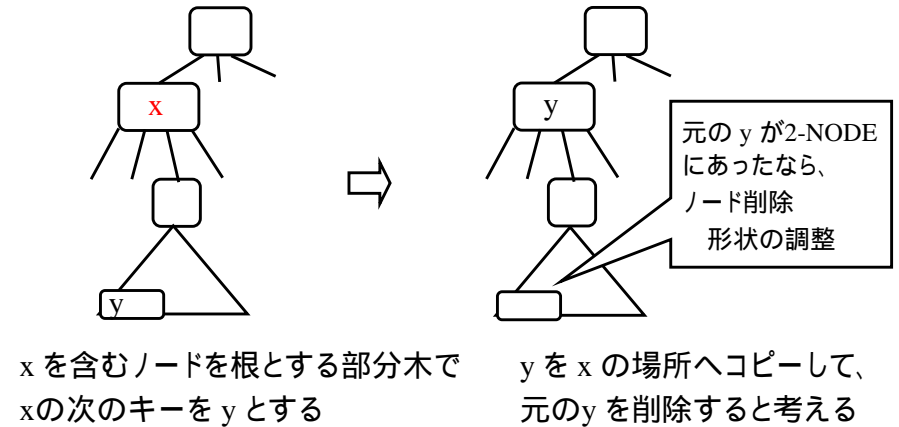 x
y
y
元の y が2-NODE
にあったなら、
ノード削除
形状の調整
x を含むノードを根とする部分木で
xの次のキーを y とする
y を x の場所へコピーして、
元のy を削除すると考える